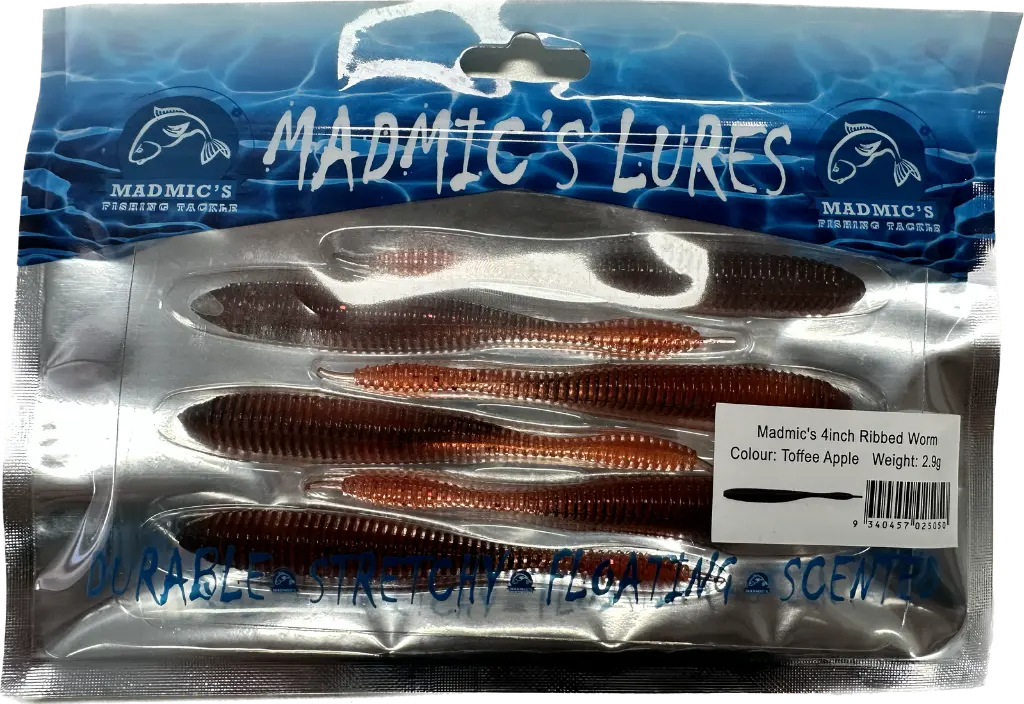 MADMIC'S LURES
MADMIC'S
FISHING TACKLE
MADMIC'S
FISHING TACKLE
Madmic's 4inch Ribbed Worm
Colour: Toffee Apple Weight: 2.9g
9 340457 025050
DURABLE STRETCHY FLOATING SCENTED